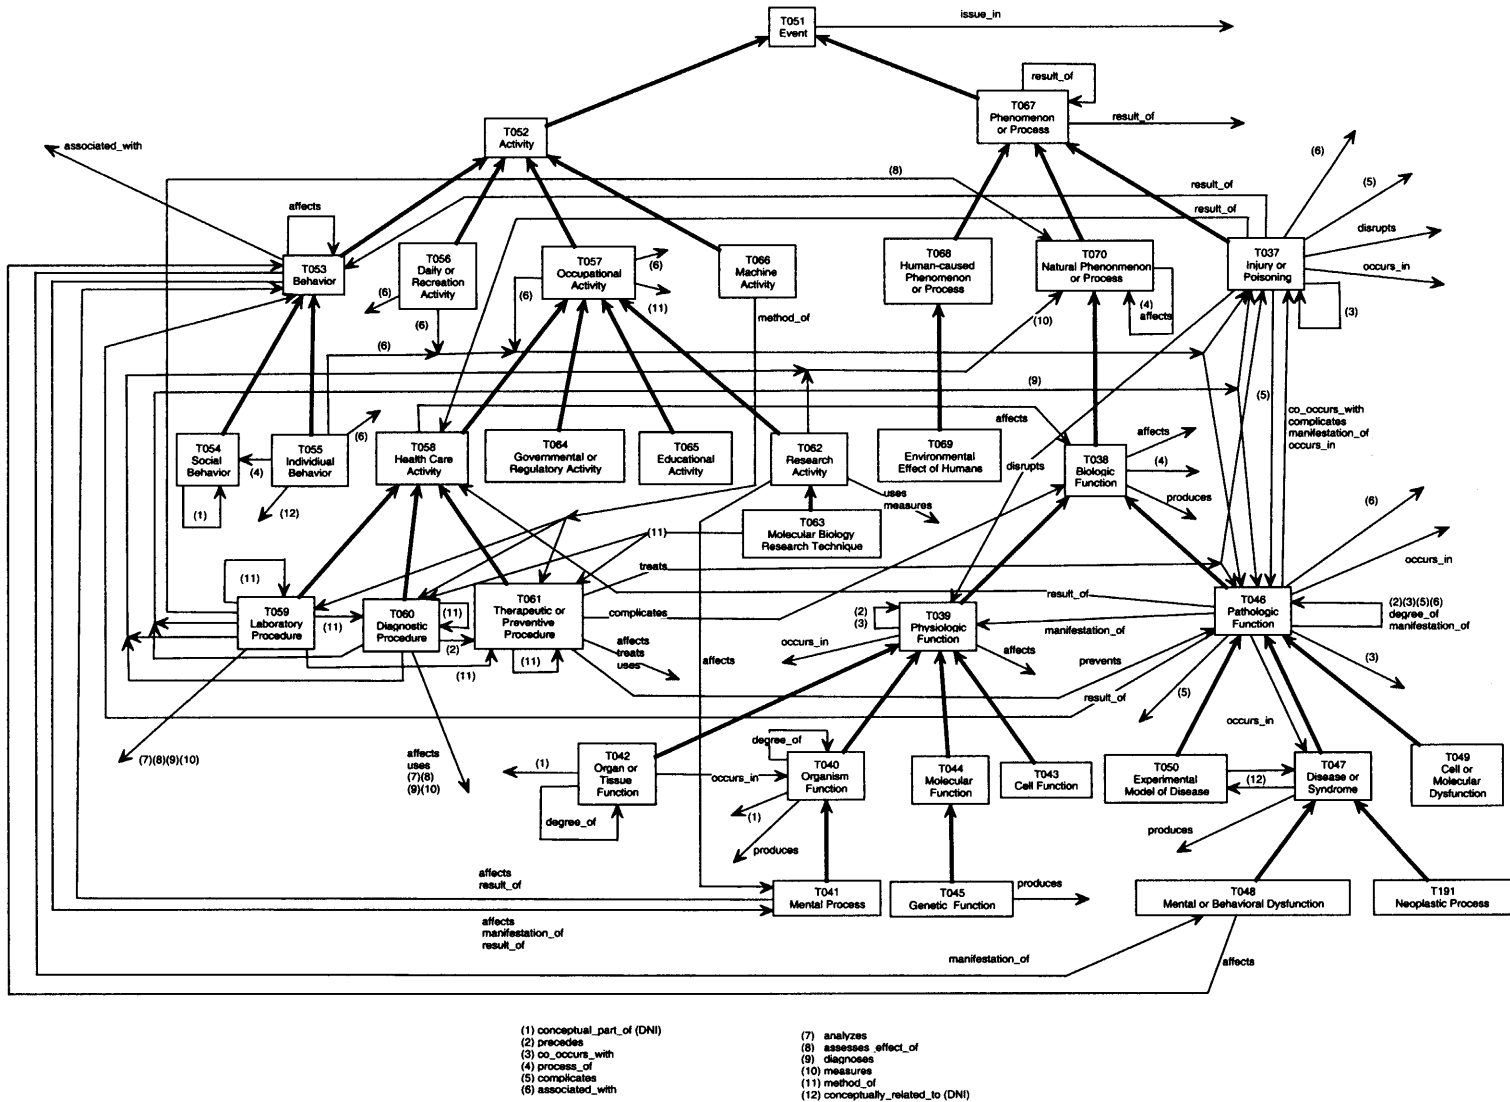 issue_in
T051
Event
result_of
T067
Phenomenon
or Process
result_of
T052
Activity
associated_with
(6)
(8)
(5)
result_of
affects
result_of
disrupts
T053
Behavior
T056
Daily or
Recreation
Activity
T057
Occupational
Activity
(6)
T066
Machine
Activity
T068
Human-caused
Phenomenon
or Process
T070
Natural Phenonmenon
or Process
T037
Injury or
Poisoning
occurs_in
(6)
(6)
(11)
(4)
affects
(6)
method_of
(10)
(3)
(6)
(9)
(5)
co_occurs_with
complicates
manifestation_of
occurs_in
affects
T054
Social
Behavior
(4)
T055
Individiual
Behavior
(6)
T058
Health Care
Activity
T064
Governmental or
Regulatory Activity
T065
Educational
Activity
T062
Research
Activity
T069
Environmental
Effect of Humans
disrupts
T038
Biologic
Function
affects
(4)
produces
(1)
(12)
uses
measures
(6)
T063
Molecular Biology
Research Technique
(11)
occurs_in
treats
(11)
T059
Laboratory
Procedure
(11)
T060
Diagnostic
Procedure
(11)
(2)
T061
Therapeutic or
Preventive
Procedure
complicates
result_of
(2)
(3)
T039
Physiologic
Function
manifestation_of
T046
Pathologic
Function
(2)(3)(5)(6)
degree_of
manifestation_of
affects
treats
uses
occurs_in
affects
(11)
(11)
affects
prevents
(3)
result_of
(5)
occurs_in
(7)(8)(9)(10)
affects
uses
(7)(8)
(9)(10)
(1)
T042
Organ or
Tissue
Function
degree_of
occurs_in
degree_of
T040
Organism
Function
T044
Molecular
Function
T043
Cell Function
T050
Experimental
Model of Disease
(12)
T047
Disease or
Syndrome
T049
Cell or
Molecular
Dysfunction
(1)
produces
produces
affects
result_of
T041
Mental Process
T045
Genetic Function
produces
T048
Mental or Behavioral Dysfunction
T191
Neoplastic Process
affects
manifestation_of
result_of
manifestation_of
affects
(1) conceptual_part_of (DNI)
(2) precedes
(3) co_occurs_with
(4) process_of
(5) complicates
(6) associated_with
(7) analyzes
(8) assesses_effect_of
(9) diagnoses
(10) measures
(11) method_of
(12) conceptually_related_to (DNI)